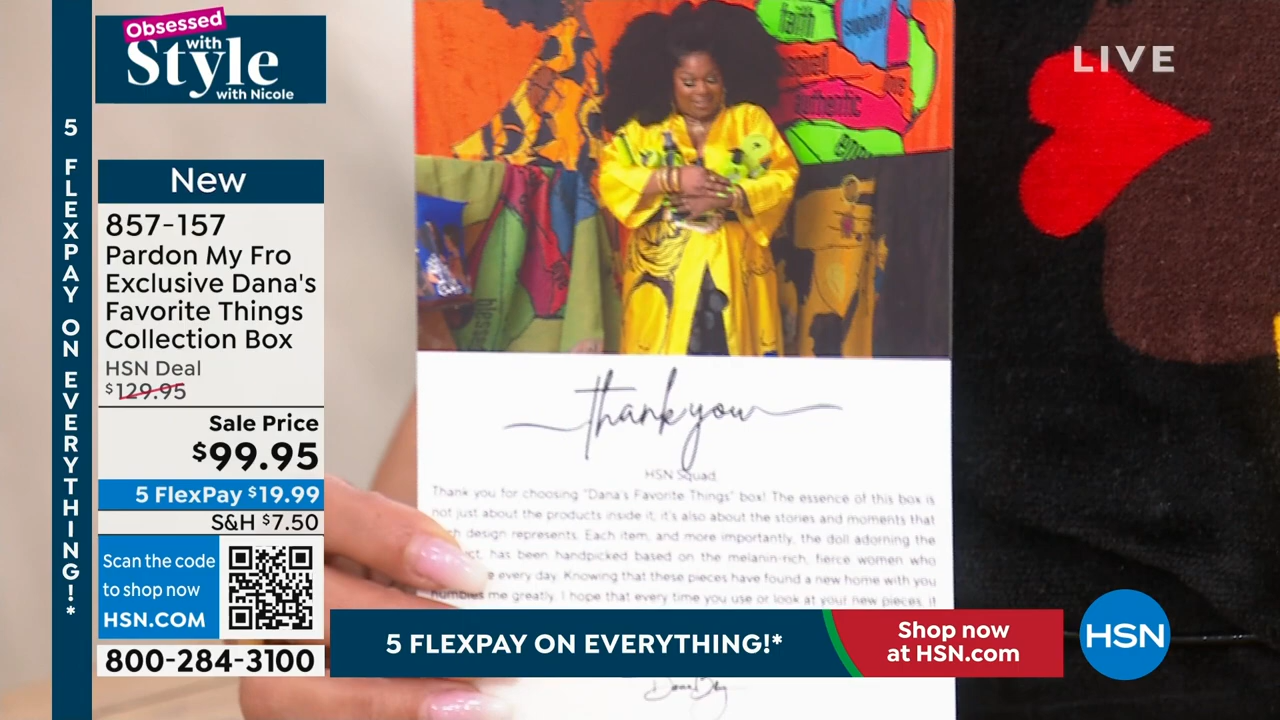 Obsessed
with
Style
with Nicole
LIVE
5 FLEXPAY ON EVERYTHING!*
New
857-157
Pardon My Fro
Exclusive Dana's
Favorite Things
Collection Box
HSN Deal
$129.95
Sale Price
$99.95
5 FlexPay $19.99
S&H $7.50
Scan the code
to shop now
HSN.COM
800-284-3100
faith
support
authentic
blessed
thank you
HSN Squad,
Thank you for choosing "Dana's Favorite Things" box! The essence of this box is
not just about the products inside it; it's also about the stories and moments that
design represents. Each item, and more importantly, the doll adorning the
has been handpicked based on the melanin-rich, fierce women who
every day. Knowing that these pieces have found a new home with you
humbles me greatly. I hope that every time you use or look at your new pieces, it
5 FLEXPAY ON EVERYTHING!*
Shop now
at HSN.com
HSN